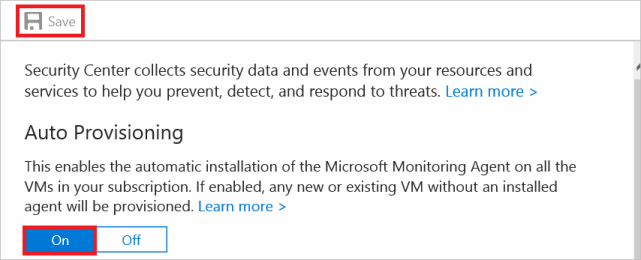 Save
Security Center collects security data and events from your resources and
services to help you prevent, detect, and respond to threats. Learn more >
Auto Provisioning
This enables the automatic installation of the Microsoft Monitoring Agent on all the
VMs in your subscription. If enabled, any new or existing VM without an installed
agent will be provisioned. Learn more >
On Off